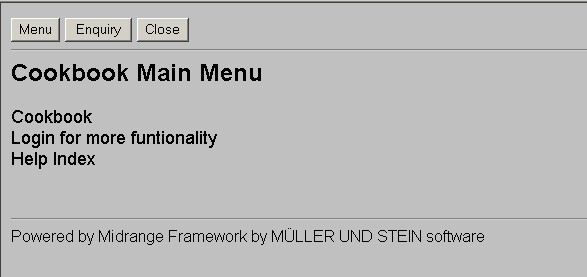 Menu Enquiry Close
Cookbook Main Menu
Cookbook
Login for more funtionality
Help Index
Powered by Midrange Framework by MÜLLER UND STEIN software